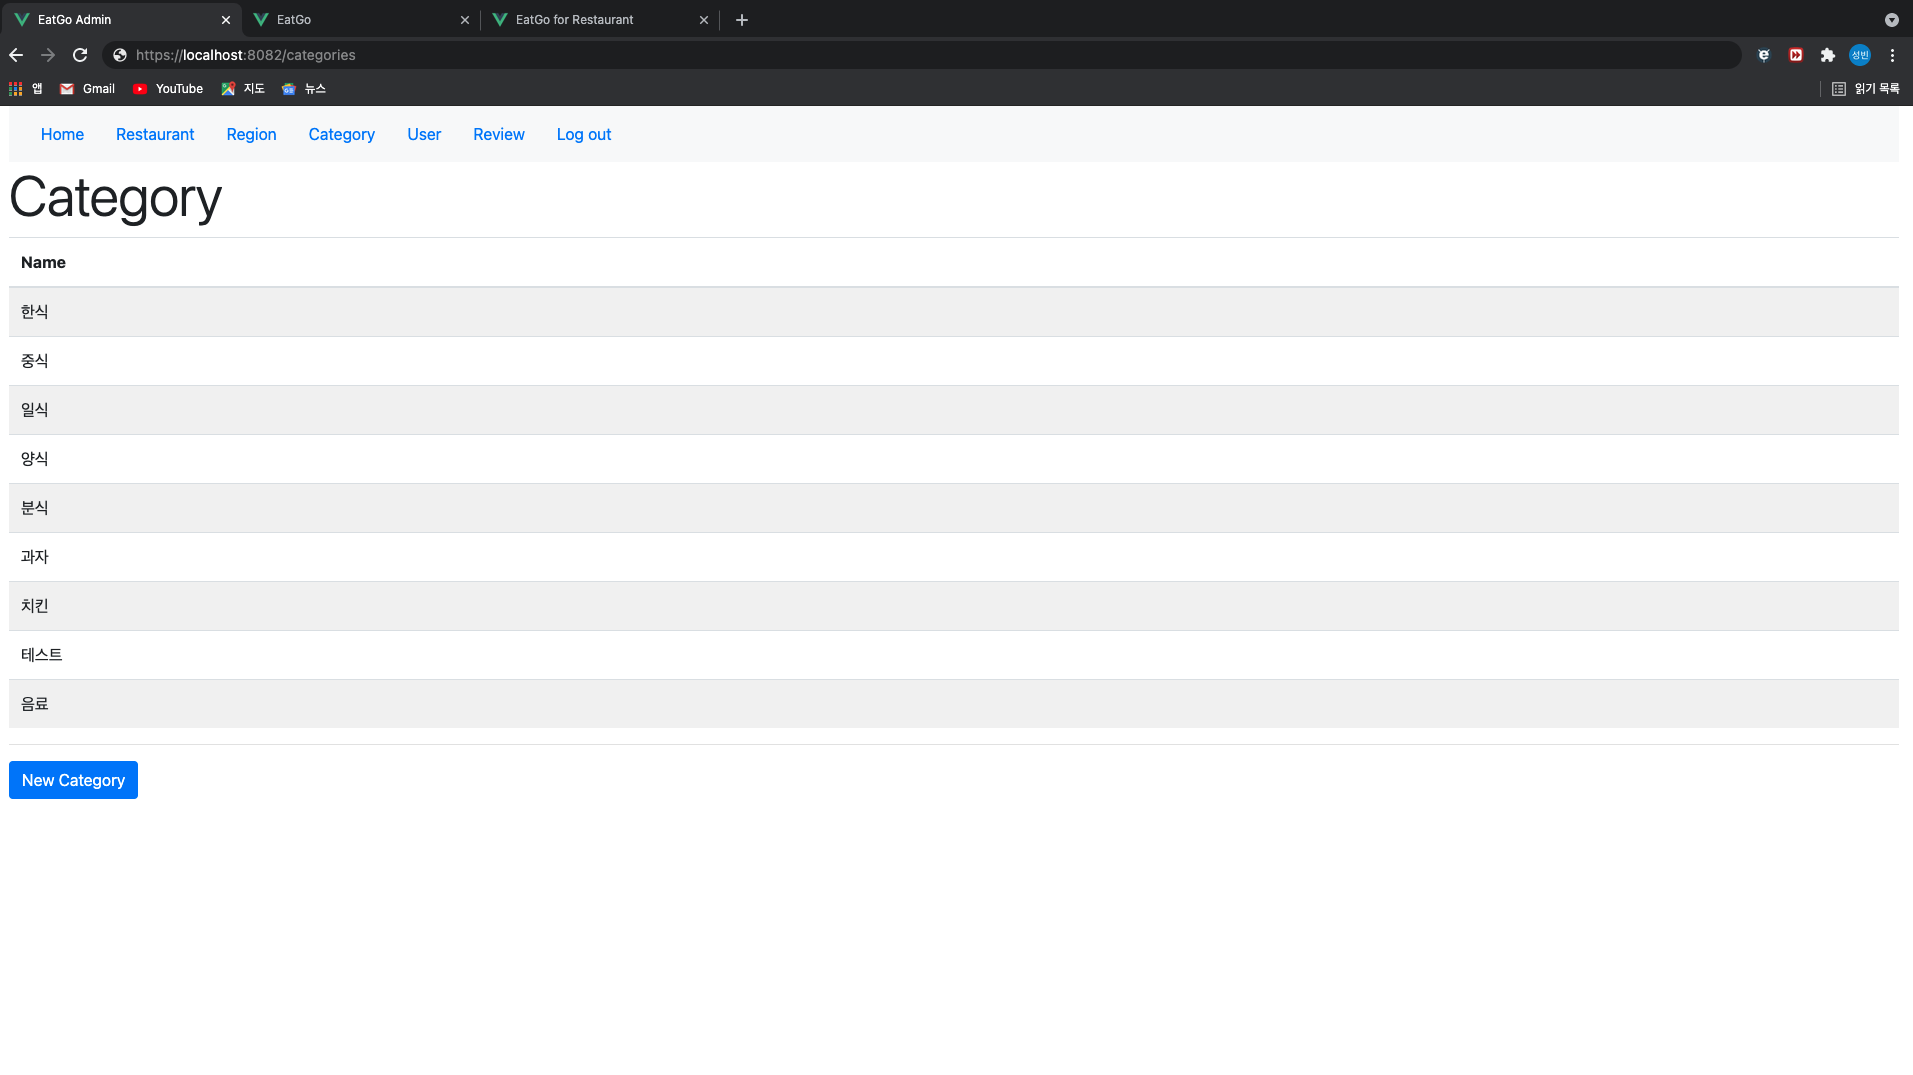 EatGo Admin EatGo EatGo for Restaurant
https://localhost:8082/categories 성빈
앱 Gmail YouTube 지도 뉴스 읽기 목록
Home Restaurant Region Category User Review Log out
Category
Name
한식
중식
일식
양식
분식
과자
치킨
테스트
음료
New Category